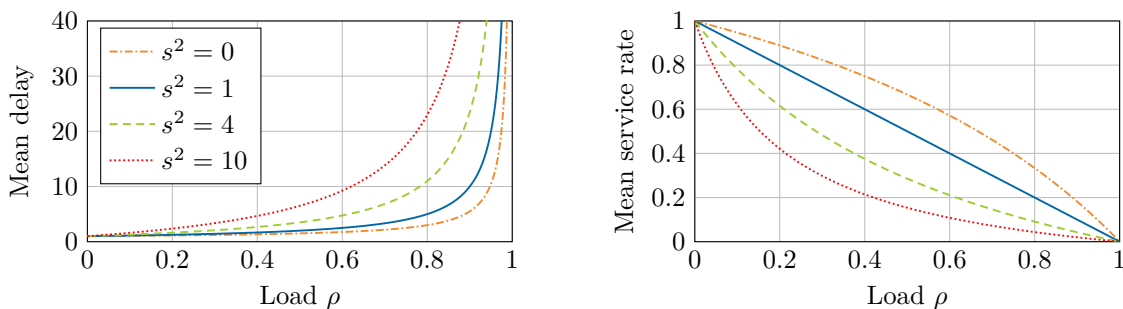 Mean delay
40
30
20
10
0
s² = 0
s² = 1
s² = 4
s² = 10
0 0.2 0.4 0.6 0.8 1
Load ρ
Mean service rate
1
0.8
0.6
0.4
0.2
0
0 0.2 0.4 0.6 0.8 1
Load ρ